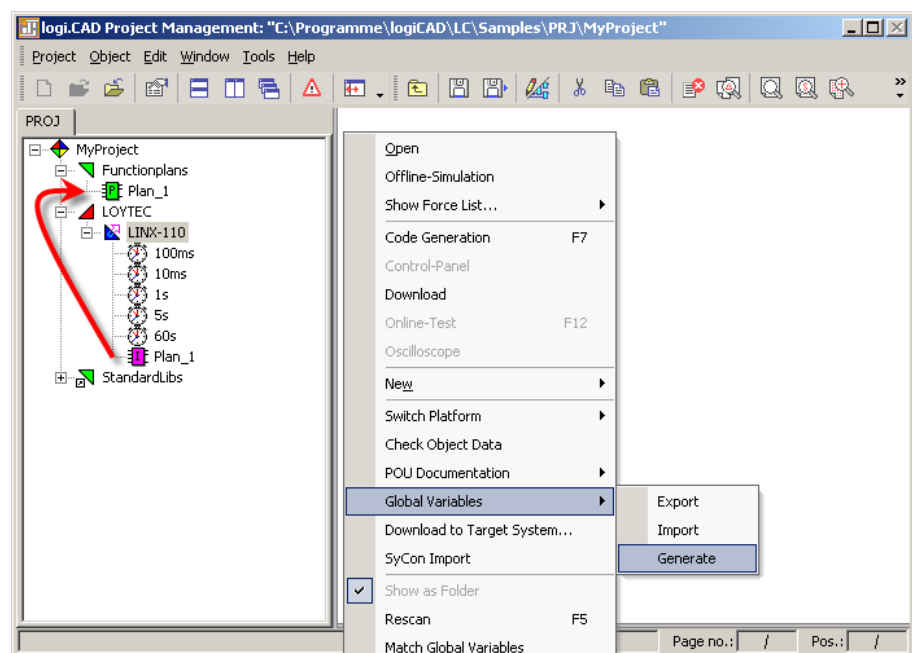 logi.CAD Project Management: "C:\Programme\logiCAD\LC\Samples\PRJ\MyProject"
Project Object Edit Window Tools Help
PROJ
MyProject
Functionplans
P Plan_1
LOYTEC
LINX-110
100ms
10ms
1s
5s
60s
I Plan_1
StandardLibs
Open
Offline-Simulation
Show Force List...
Code Generation F7
Control-Panel
Download
Online-Test F12
Oscilloscope
New
Switch Platform
Check Object Data
POU Documentation
Global Variables
Download to Target System...
SyCon Import
Show as Folder
Rescan F5
Match Global Variables
Export
Import
Generate
Page no.: / Pos.: /